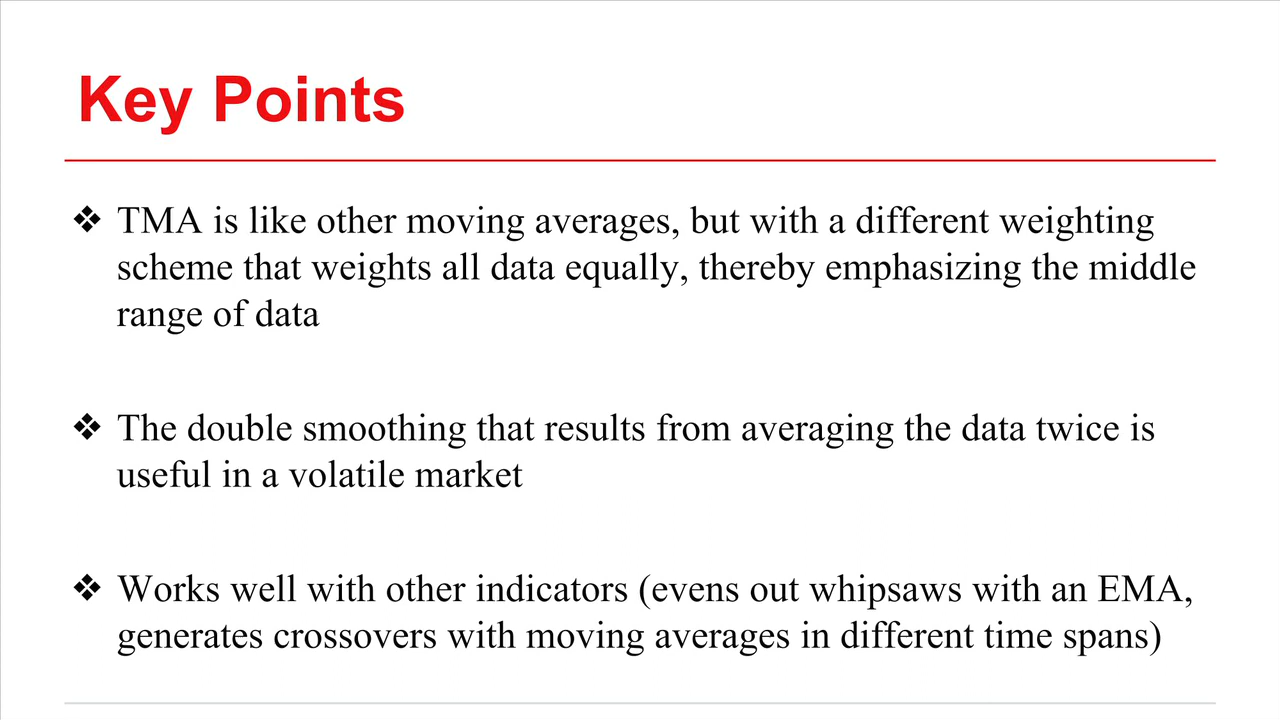 Key Points
❖ TMA is like other moving averages, but with a different weighting
scheme that weights all data equally, thereby emphasizing the middle
range of data
❖ The double smoothing that results from averaging the data twice is
useful in a volatile market
❖ Works well with other indicators (evens out whipsaws with an EMA,
generates crossovers with moving averages in different time spans)